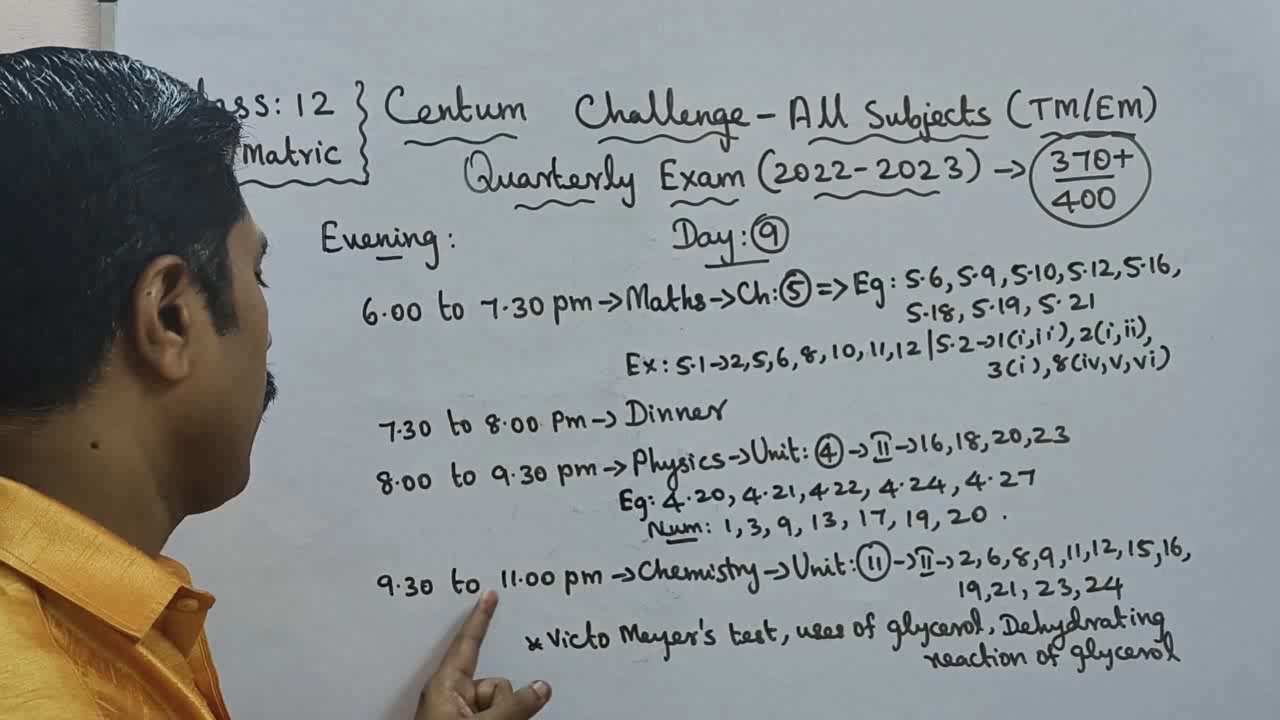 Class: 12 } Centum Challenge - All Subjects (TM/EM)
Matric } Quarterly Exam (2022-2023) → 370+/400
Evening: Day: 9
6.00 to 7.30 pm → Maths → Ch: 5 => Eg: 5.6, 5.9, 5.10, 5.12, 5.16,
5.18, 5.19, 5.21
Ex: 5.1→2, 5, 6, 8, 10, 11, 12 | 5.2→1(i,ii), 2(i,ii),
3(i), 8(iv, v, vi)
7.30 to 8.00 Pm → Dinner
8.00 to 9.30 pm → Physics → Unit: 4 → II → 16, 18, 20, 23
Eg: 4.20, 4.21, 4.22, 4.24, 4.27
Num: 1, 3, 9, 13, 17, 19, 20.
9.30 to 11.00 pm → Chemistry → Unit: 11 → II → 2, 6, 8, 9, 11, 12, 15, 16,
19, 21, 23, 24
* Victo Meyer's test, uses of glycerol, Dehydrating
reaction of glycerol